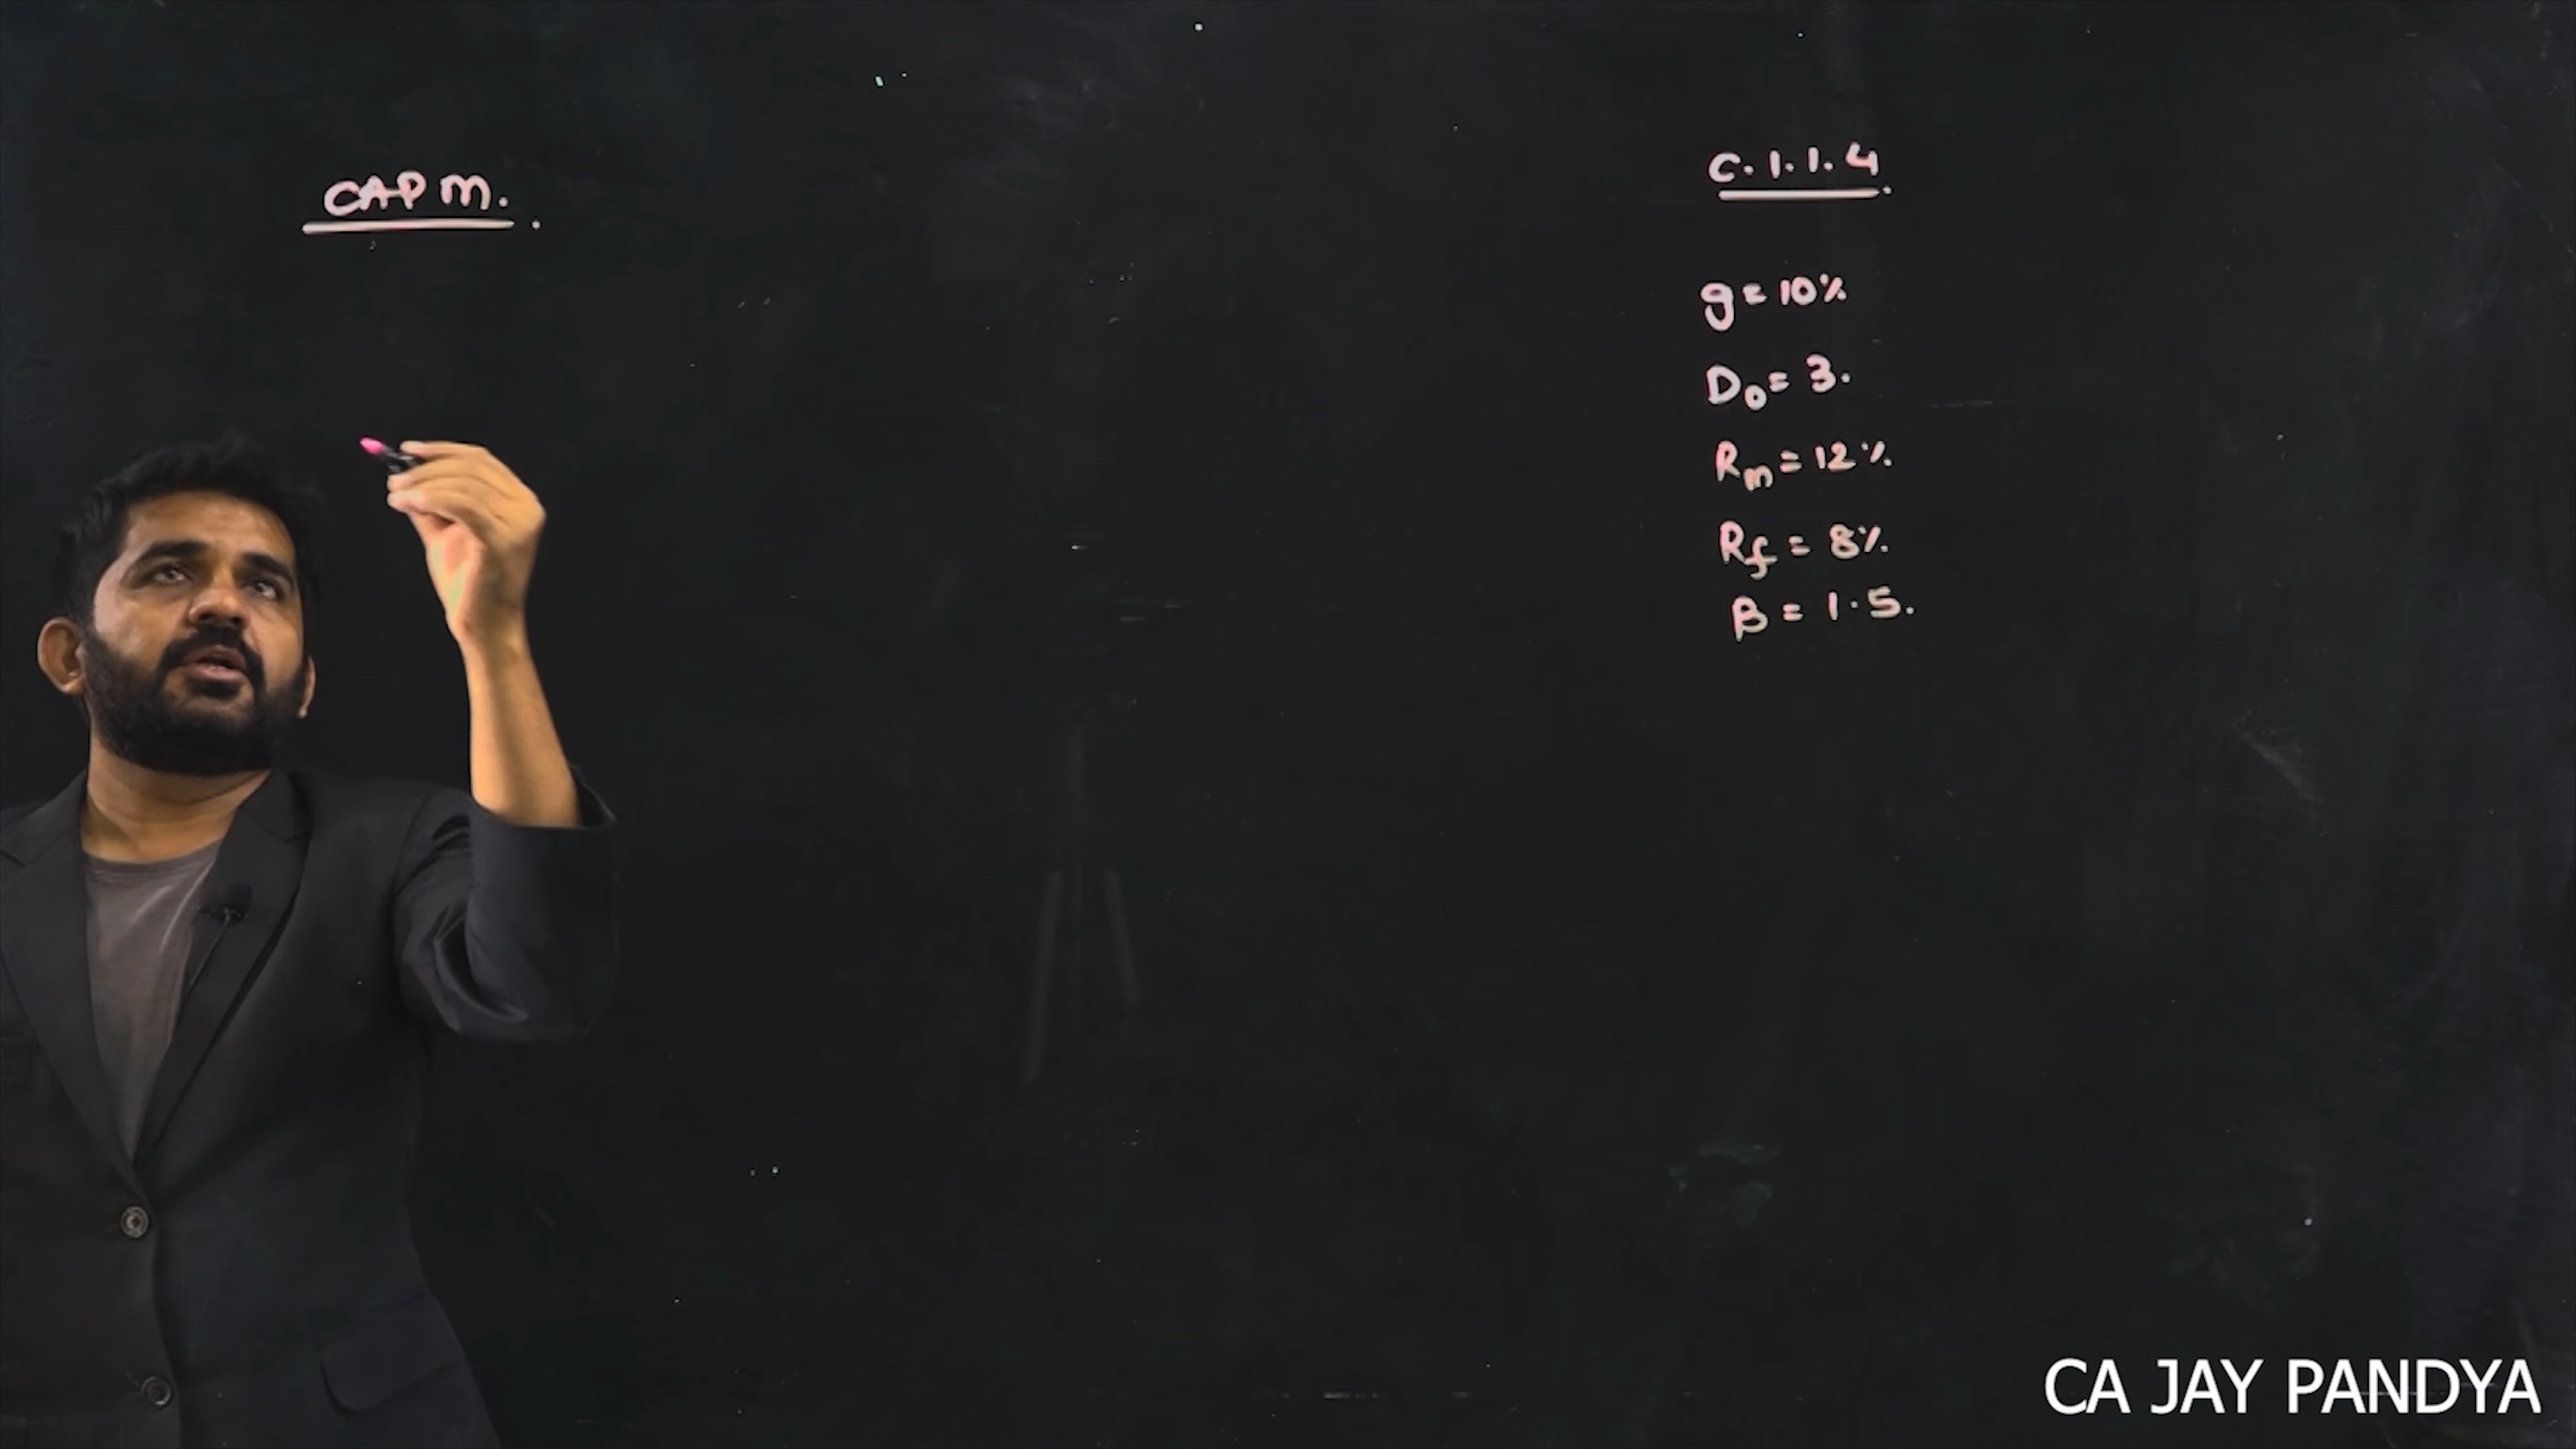 CAPM.
C.1.1.4
g = 10%
D₀ = 3.
Rm = 12%
Rf = 8%
β = 1.5.
CA JAY PANDYA